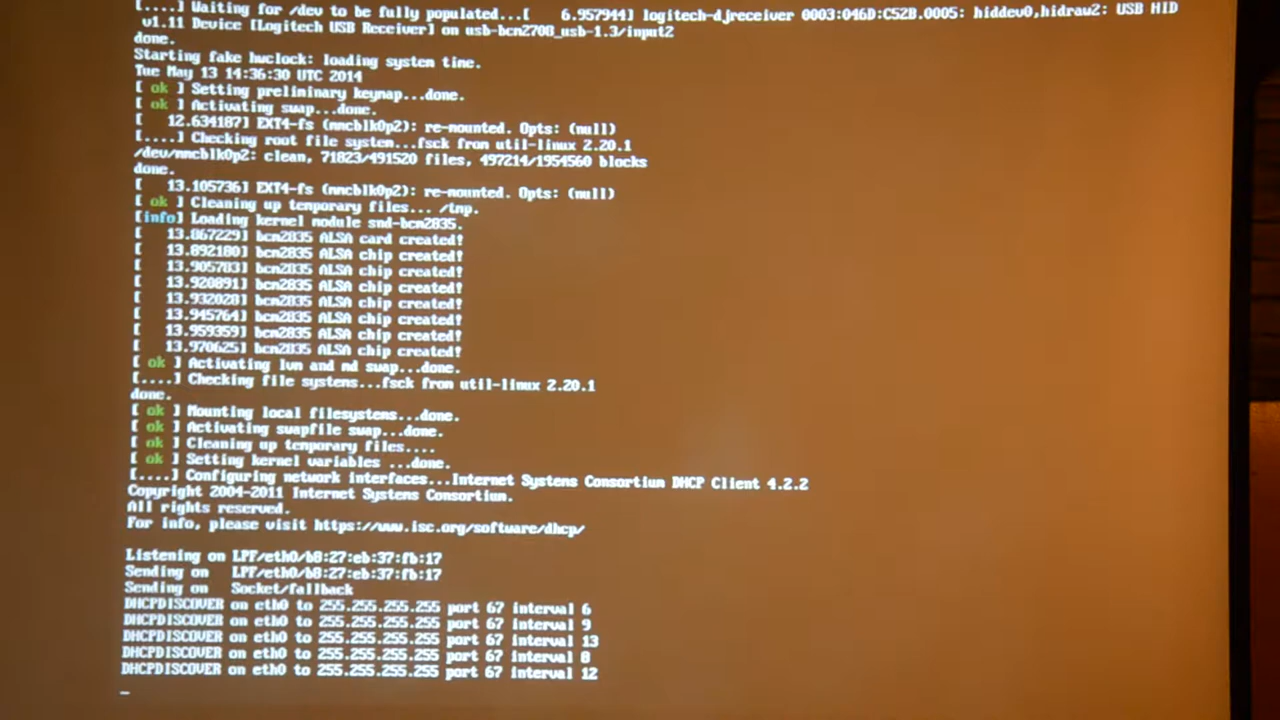 [....] Waiting for /dev to be fully populated...[    6.957944] logitech-djreceiver 0003:046D:C52B.0005: hiddev0,hidraw2: USB HID
 v1.11 Device [Logitech USB Receiver] on usb-bcm2708_usb-1.3/input2
done.
Starting fake hwclock: loading system time.
Tue May 13 14:36:30 UTC 2014
[ ok ] Setting preliminary keymap...done.
[ ok ] Activating swap...done.
[   12.634187] EXT4-fs (mmcblk0p2): re-mounted. Opts: (null)
[....] Checking root file system...fsck from util-linux 2.20.1
/dev/mmcblk0p2: clean, 71823/491520 files, 497214/1954560 blocks
done.
[   13.105736] EXT4-fs (mmcblk0p2): re-mounted. Opts: (null)
[ ok ] Cleaning up temporary files... /tmp.
[info] Loading kernel module snd-bcm2835.
[   13.867229] bcm2835 ALSA card created!
[   13.892180] bcm2835 ALSA chip created!
[   13.905783] bcm2835 ALSA chip created!
[   13.920891] bcm2835 ALSA chip created!
[   13.932028] bcm2835 ALSA chip created!
[   13.945764] bcm2835 ALSA chip created!
[   13.959359] bcm2835 ALSA chip created!
[   13.970625] bcm2835 ALSA chip created!
[ ok ] Activating lvm and md swap...done.
[....] Checking file systems...fsck from util-linux 2.20.1
done.
[ ok ] Mounting local filesystems...done.
[ ok ] Activating swapfile swap...done.
[ ok ] Cleaning up temporary files....
[ ok ] Setting kernel variables ...done.
[....] Configuring network interfaces...Internet Systems Consortium DHCP Client 4.2.2
Copyright 2004-2011 Internet Systems Consortium.
All rights reserved.
For info, please visit https://www.isc.org/software/dhcp/
Listening on LPF/eth0/b8:27:eb:37:fb:17
Sending on   LPF/eth0/b8:27:eb:37:fb:17
Sending on   Socket/fallback
DHCPDISCOVER on eth0 to 255.255.255.255 port 67 interval 6
DHCPDISCOVER on eth0 to 255.255.255.255 port 67 interval 9
DHCPDISCOVER on eth0 to 255.255.255.255 port 67 interval 13
DHCPDISCOVER on eth0 to 255.255.255.255 port 67 interval 8
DHCPDISCOVER on eth0 to 255.255.255.255 port 67 interval 12